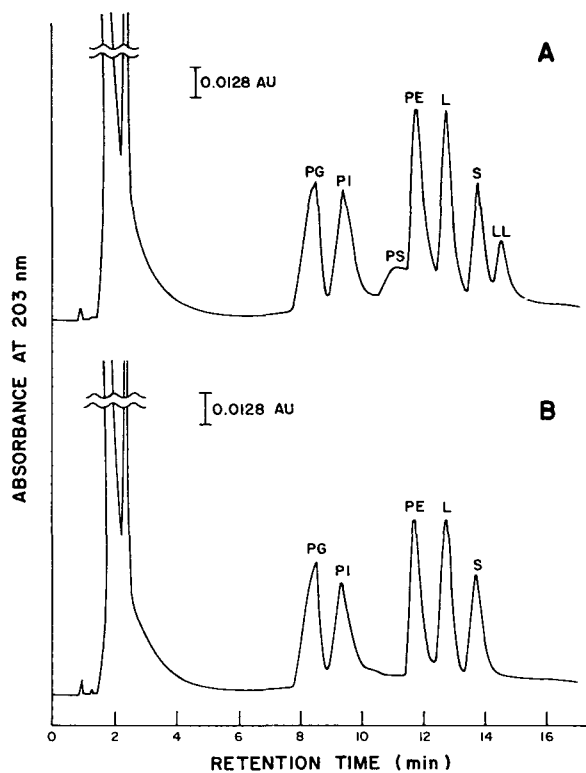 A
0.0128 AU
PG
PI
PS
PE
L
S
LL
B
0.0128 AU
PG
PI
PE
L
S
ABSORBANCE AT 203 nm
0 2 4 6 8 10 12 14 16
RETENTION TIME (min)